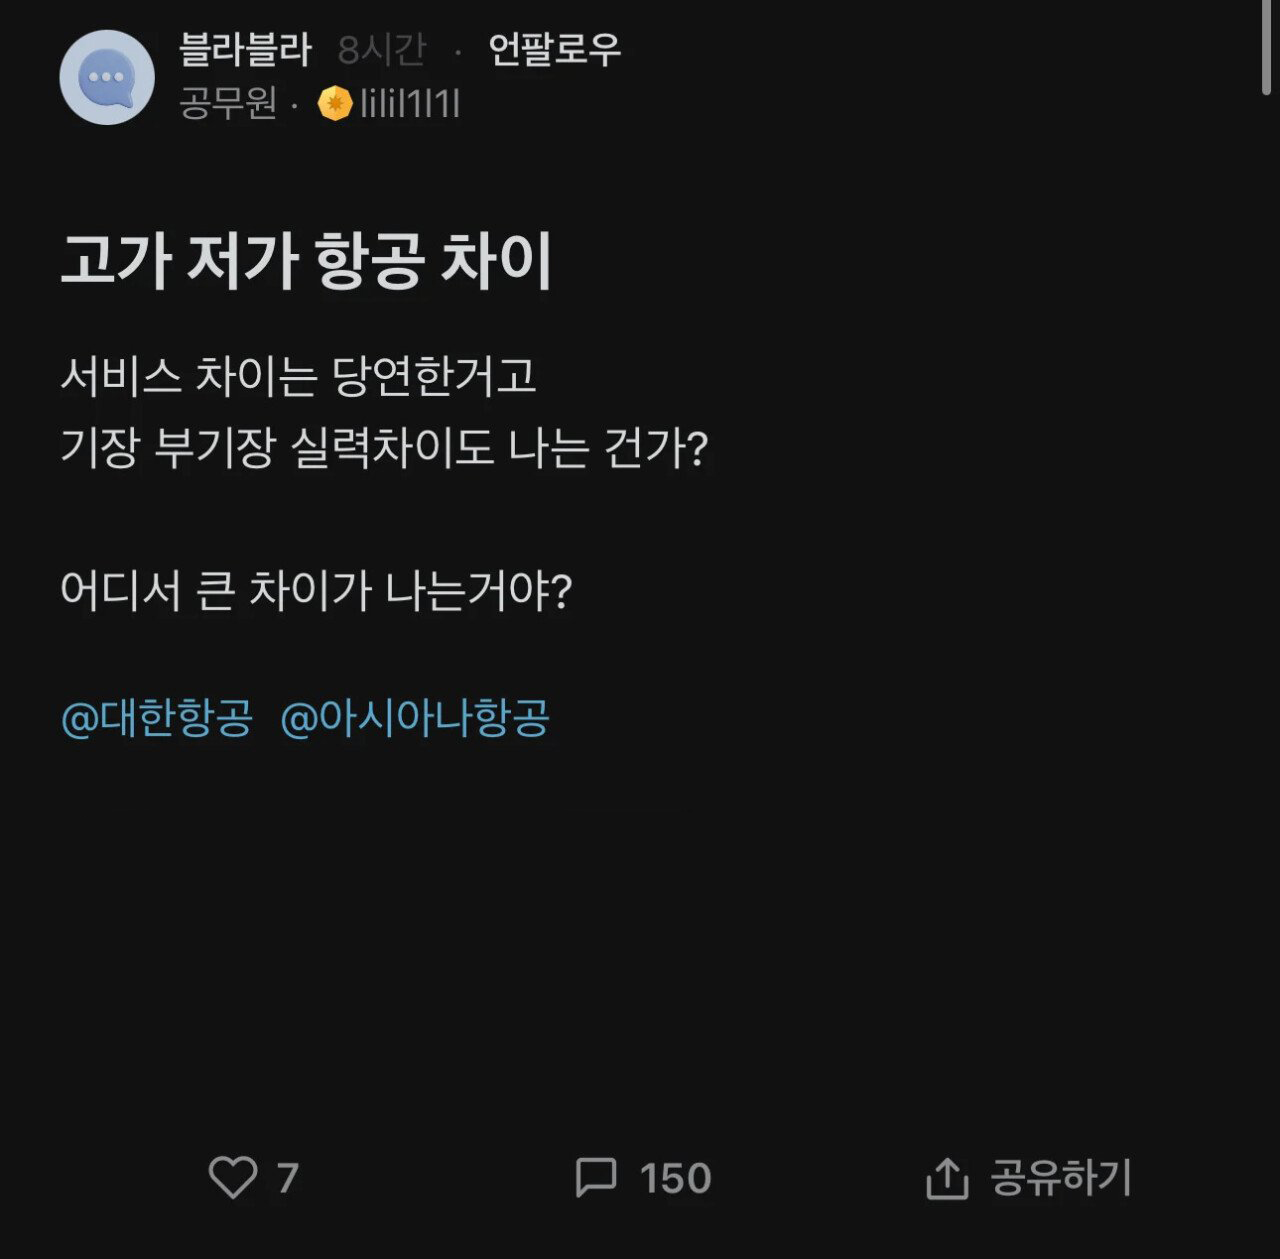 블라블라 8시간 · 언팔로우
공무원 · lilil1l1l
고가 저가 항공 차이
서비스 차이는 당연한거고
기장 부기장 실력차이도 나는 건가?
어디서 큰 차이가 나는거야?
@대한항공 @아시아나항공
7 150 공유하기